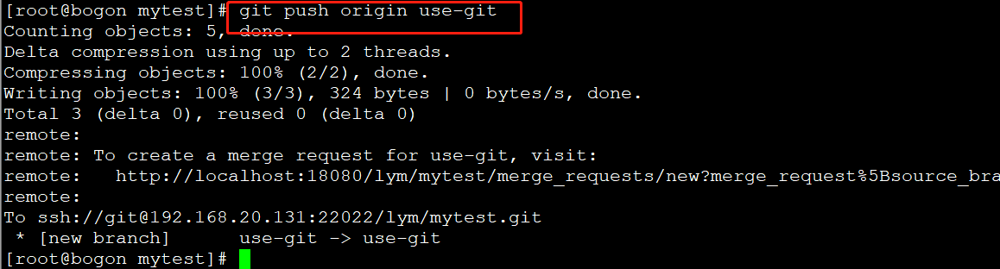 [root@bogon mytest]# git push origin use-git
Counting objects: 5, done.
Delta compression using up to 2 threads.
Compressing objects: 100% (2/2), done.
Writing objects: 100% (3/3), 324 bytes | 0 bytes/s, done.
Total 3 (delta 0), reused 0 (delta 0)
remote:
remote: To create a merge request for use-git, visit:
remote:   http://localhost:18080/lym/mytest/merge_requests/new?merge_request%5Bsource_bra
remote:
To ssh://git@192.168.20.131:22022/lym/mytest.git
 * [new branch]      use-git -> use-git
[root@bogon mytest]#